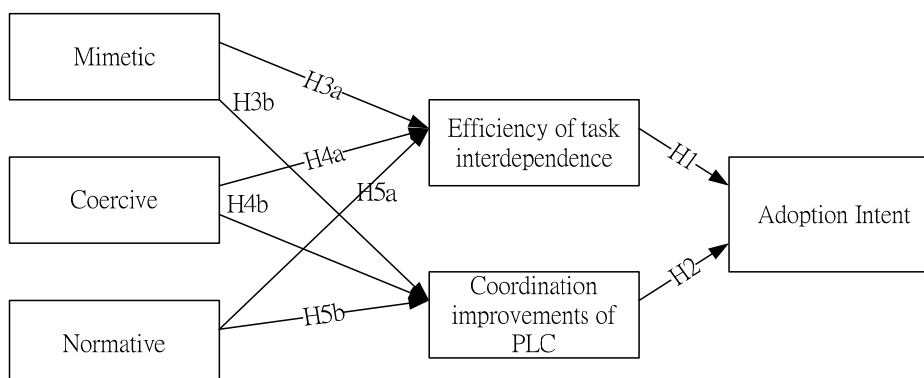 Mimetic
H3a
H3b
Efficiency of task
interdependence
H1
H4a
Coercive
H4b
H5a
Adoption Intent
H2
Coordination
improvements of
PLC
H5b
Normative